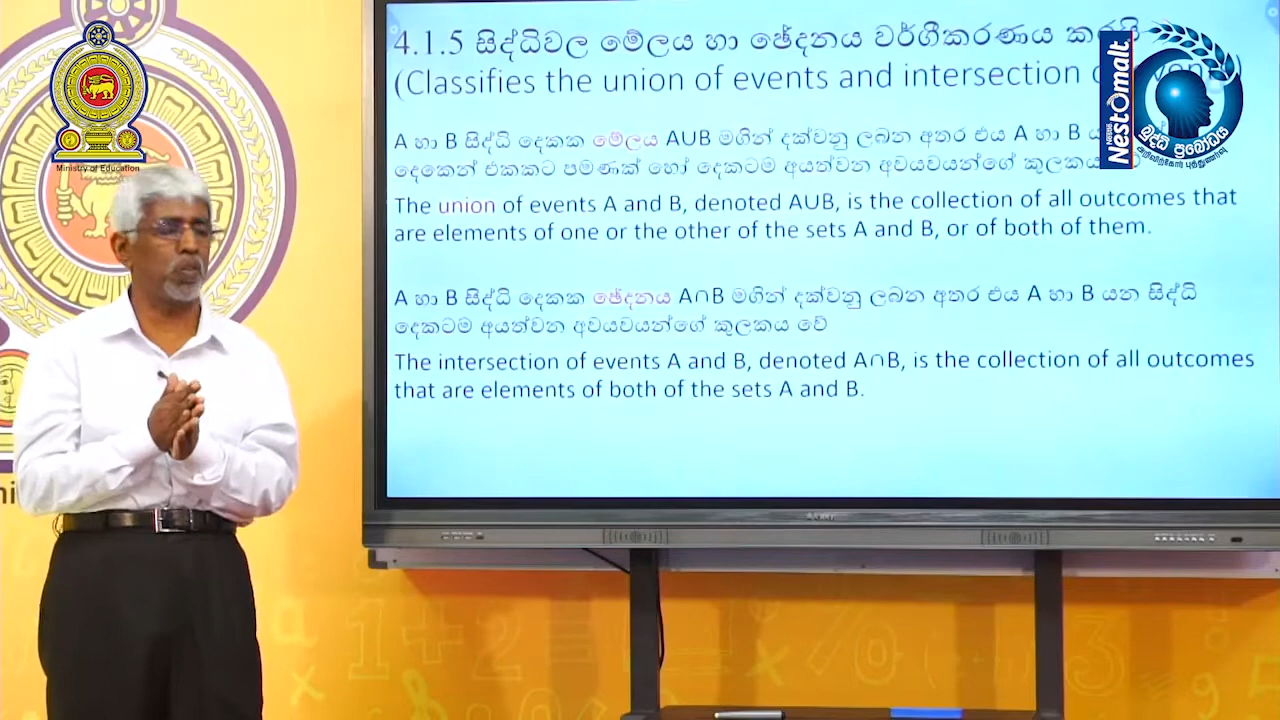 4.1.5 සිද්ධිවල මේලය හා ඡේදනය වර්ගීකරණය කරයි
(Classifies the union of events and intersection
A හා B සිද්ධි දෙකක මේලය A∪B මගින් දක්වනු ලබන අතර එය A හා B
දෙකෙන් එකකට පමණක් හෝ දෙකටම අයත්වන අවයවයන්ගේ කුලකය
The union of events A and B, denoted A∪B, is the collection of all outcomes that
are elements of one or the other of the sets A and B, or of both of them.
A හා B සිද්ධි දෙකක ඡේදනය A∩B මගින් දක්වනු ලබන අතර එය A හා B යන සිද්ධි
දෙකටම අයත්වන අවයවයන්ගේ කුලකය වේ
The intersection of events A and B, denoted A∩B, is the collection of all outcomes
that are elements of both of the sets A and B.
Ministry of Education
Nestlé
Nestomalt
බුද්ධි ප්‍රබෝධය